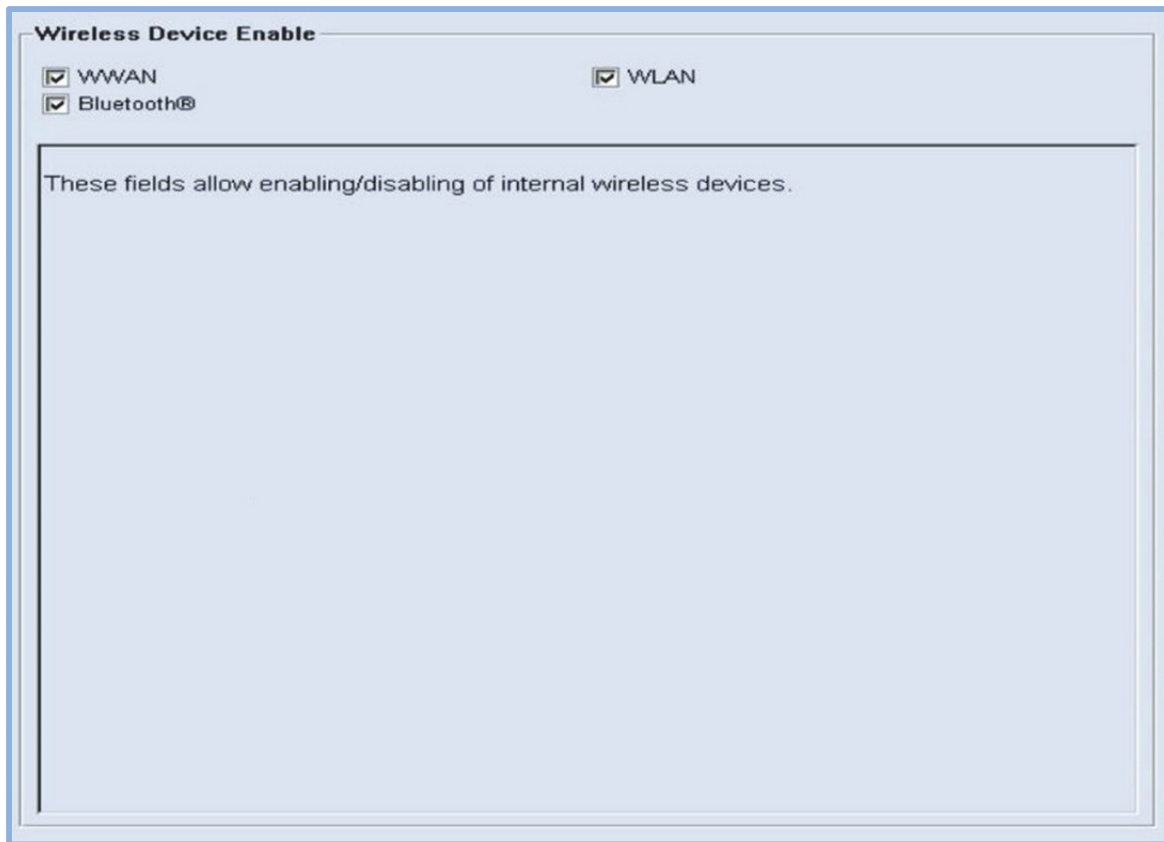 Wireless Device Enable
WWAN WLAN
Bluetooth®
These fields allow enabling/disabling of internal wireless devices.